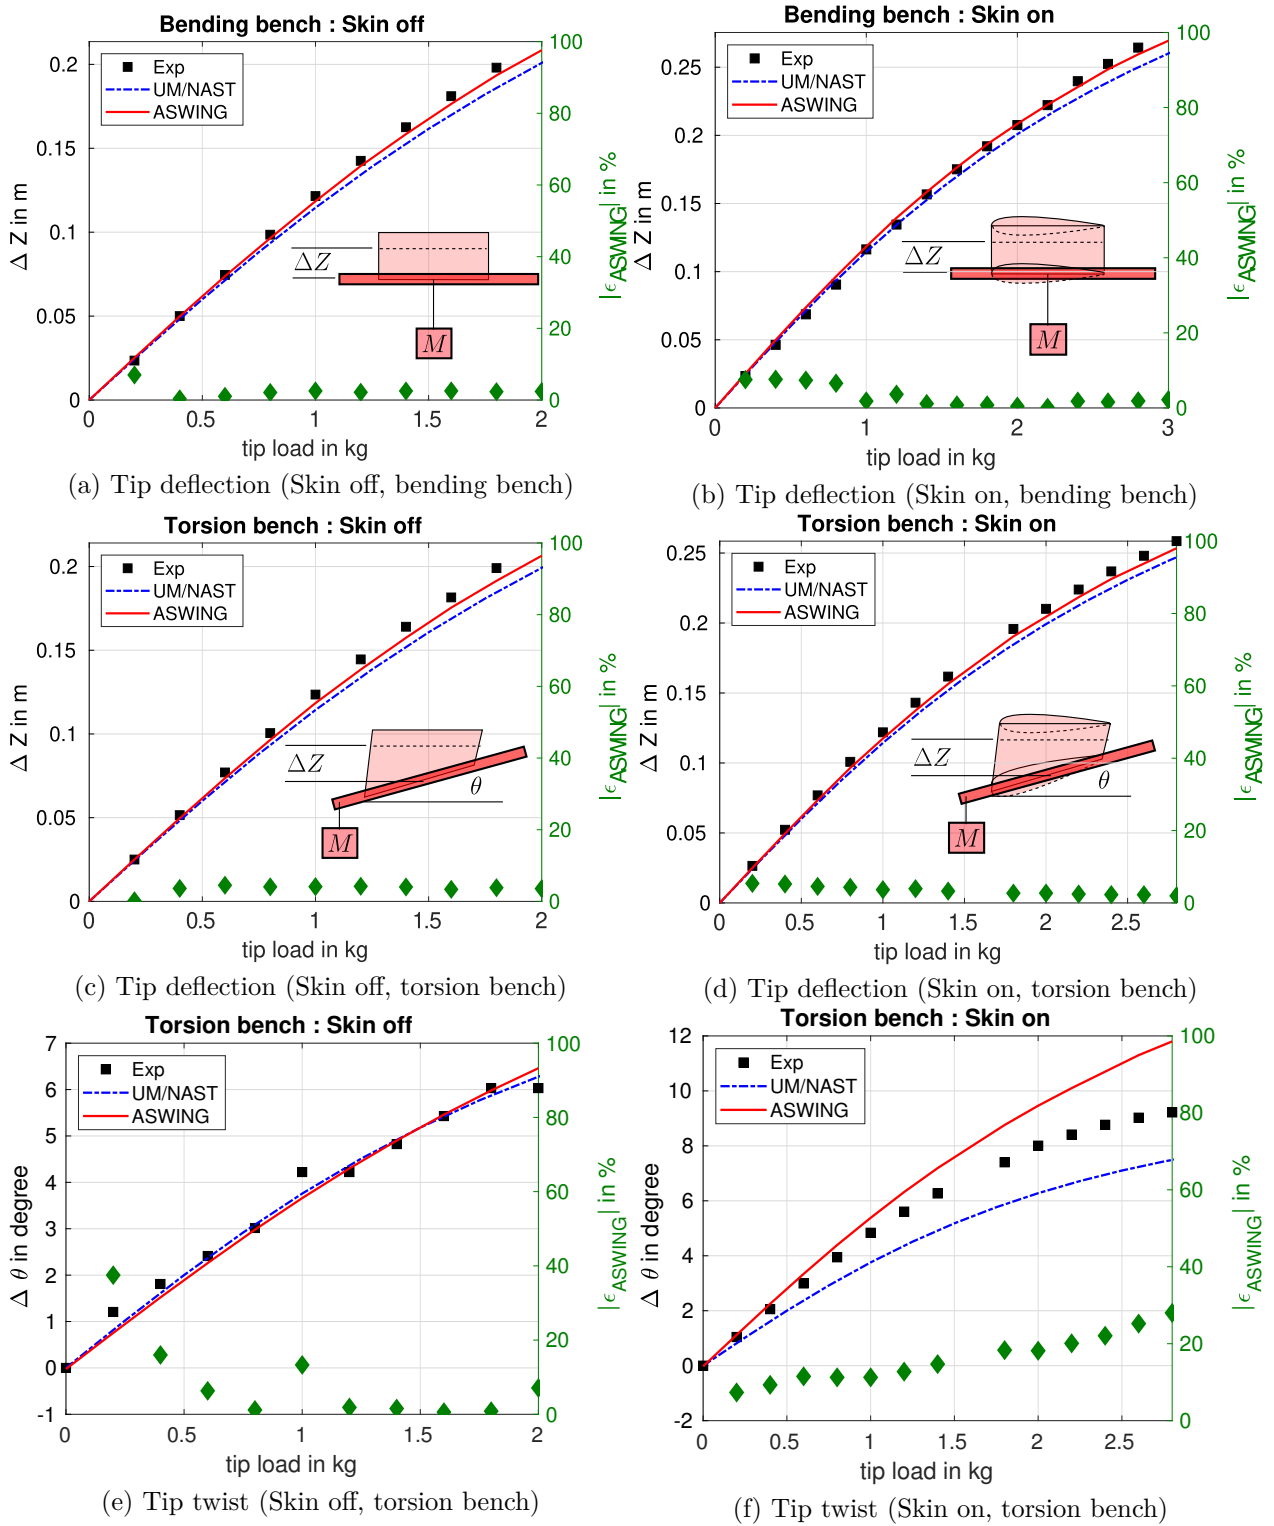 Bending bench : Skin off
Exp
UM/NAST
ASWING
ΔZ
M
0 0.05 0.1 0.15 0.2
Δ Z in m
0 20 40 60 80 100
|ϵASWING| in %
0 0.5 1 1.5 2
tip load in kg
(a) Tip deflection (Skin off, bending bench)
Bending bench : Skin on
Exp
UM/NAST
ASWING
ΔZ
M
0 0.05 0.1 0.15 0.2 0.25
Δ Z in m
0 20 40 60 80 100
|ϵASWING| in %
0 1 2 3
tip load in kg
(b) Tip deflection (Skin on, bending bench)
Torsion bench : Skin off
Exp
UM/NAST
ASWING
ΔZ
θ
M
0 0.05 0.1 0.15 0.2
Δ Z in m
0 20 40 60 80 100
|ϵASWING| in %
0 0.5 1 1.5 2
tip load in kg
(c) Tip deflection (Skin off, torsion bench)
Torsion bench : Skin on
Exp
UM/NAST
ASWING
ΔZ
θ
M
0 0.05 0.1 0.15 0.2 0.25
Δ Z in m
0 20 40 60 80 100
|ϵASWING| in %
0 0.5 1 1.5 2 2.5
tip load in kg
(d) Tip deflection (Skin on, torsion bench)
Torsion bench : Skin off
Exp
UM/NAST
ASWING
-1 0 1 2 3 4 5 6 7
Δ θ in degree
0 20 40 60 80 100
|ϵASWING| in %
0 0.5 1 1.5 2
tip load in kg
(e) Tip twist (Skin off, torsion bench)
Torsion bench : Skin on
Exp
UM/NAST
ASWING
-2 0 2 4 6 8 10 12
Δ θ in degree
0 20 40 60 80 100
|ϵASWING| in %
0 0.5 1 1.5 2 2.5
tip load in kg
(f) Tip twist (Skin on, torsion bench)